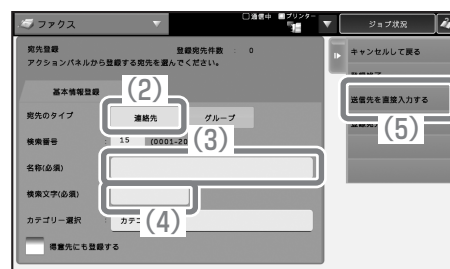 ファクス
通信中 プリンター
ジョブ状況
宛先登録 登録宛先件数 : 0
アクションパネルから登録する宛先を選んでください。
キャンセルして戻る
(2)
基本情報登録
送信先を直接入力する
宛先のタイプ : 連絡先 グループ
(5)
(3)
検索番号 : 15 (0001-20
名称(必須)
検索文字(必須)
(4)
カテゴリー選択 : カテゴ
得意先にも登録する